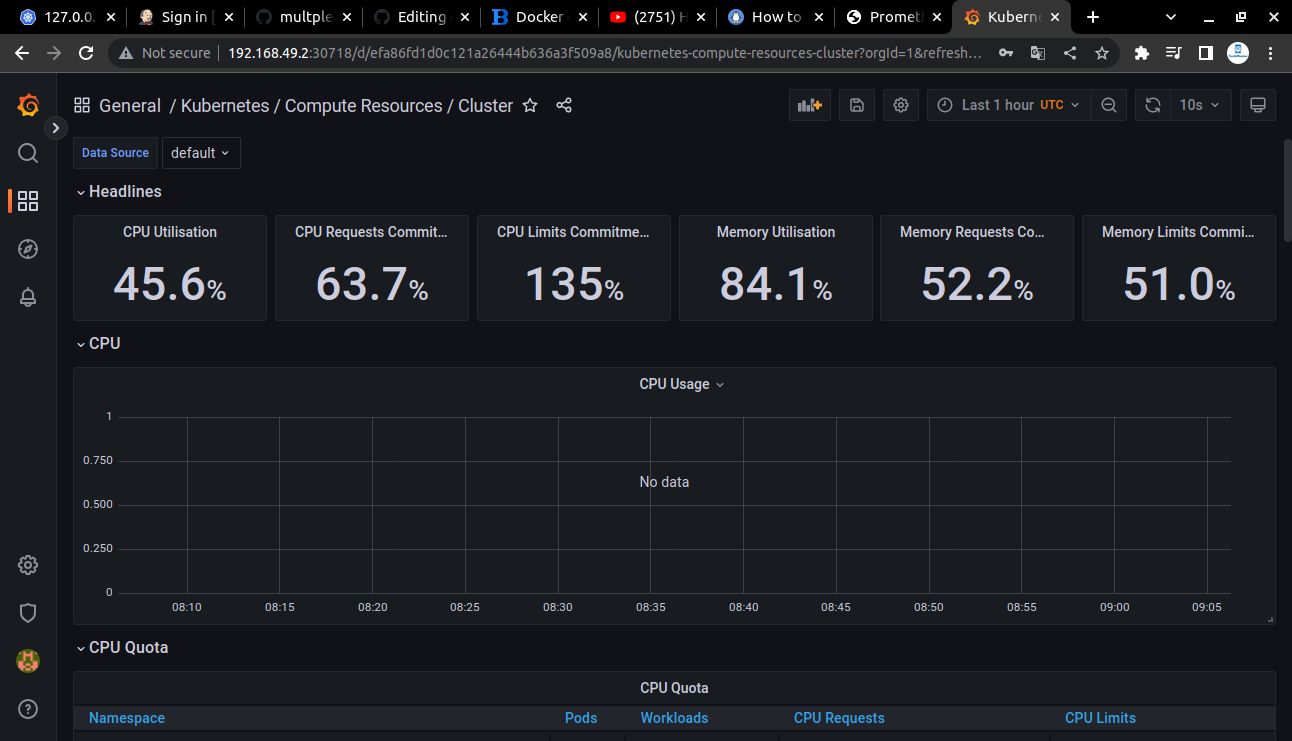 127.0.0.
Sign in [
multple
Editing
Docker
(2751) H
How to
Prometh
Kuberne
Not secure
192.168.49.2:30718/d/efa86fd1d0c121a26444b636a3f509a8/kubernetes-compute-resources-cluster?orgId=1&refresh…
General / Kubernetes / Compute Resources / Cluster
Last 1 hour UTC
10s
Data Source default
Headlines
CPU Utilisation
45.6%
CPU Requests Commit…
63.7%
CPU Limits Commitme…
135%
Memory Utilisation
84.1%
Memory Requests Co…
52.2%
Memory Limits Commi…
51.0%
CPU
CPU Usage
1
0.750
0.500
0.250
0
No data
08:10 08:15 08:20 08:25 08:30 08:35 08:40 08:45 08:50 08:55 09:00 09:05
CPU Quota
CPU Quota
Namespace Pods Workloads CPU Requests CPU Limits